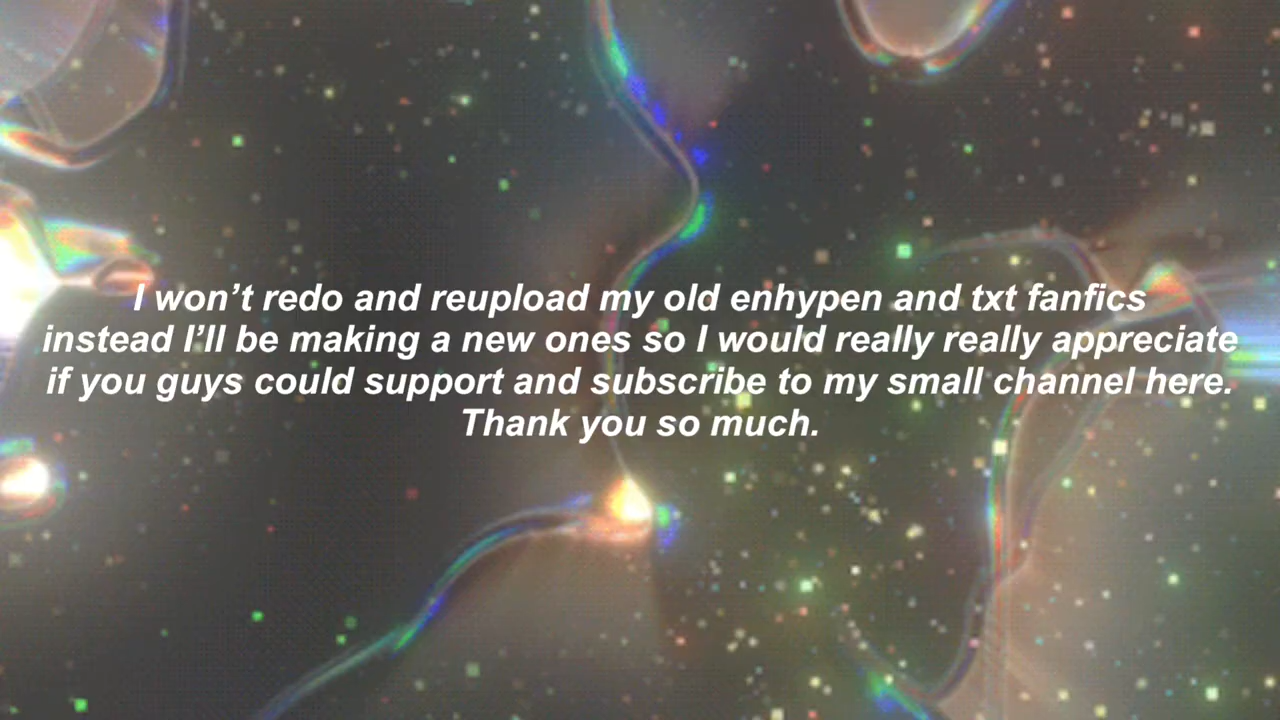 I won’t redo and reupload my old enhypen and txt fanfics
instead I’ll be making a new ones so I would really really appreciate
if you guys could support and subscribe to my small channel here.
Thank you so much.